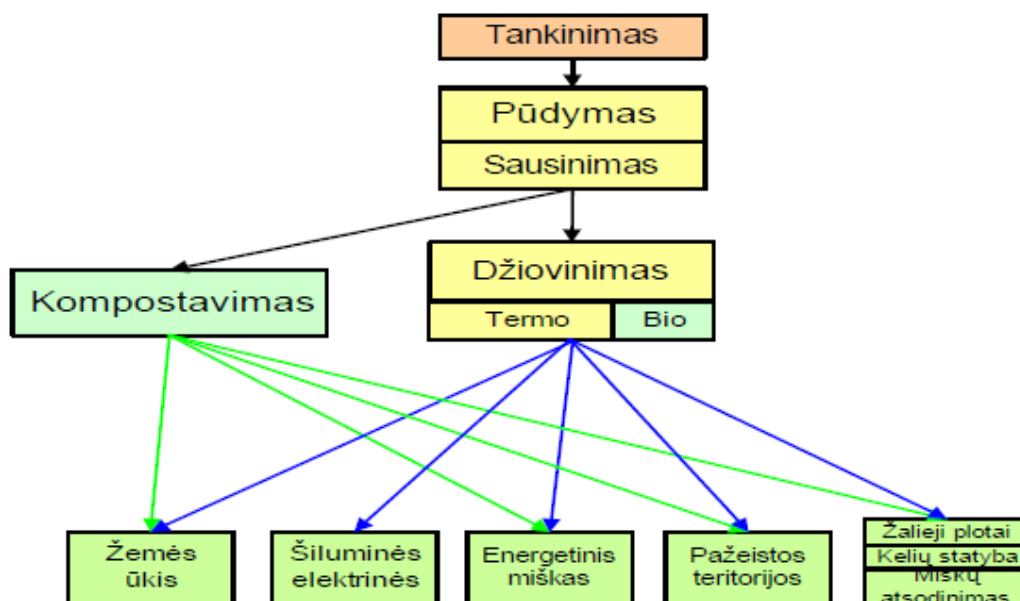 Tankinimas
Pūdymas
Sausinimas
Kompostavimas
Džiovinimas
Termo
Bio
Žemės
ūkis
Šiluminės
elektrinės
Energetinis
miškas
Pažeistos
teritorijos
Žalieji plotai
Kelių statyba
Miškų
atsodinimas